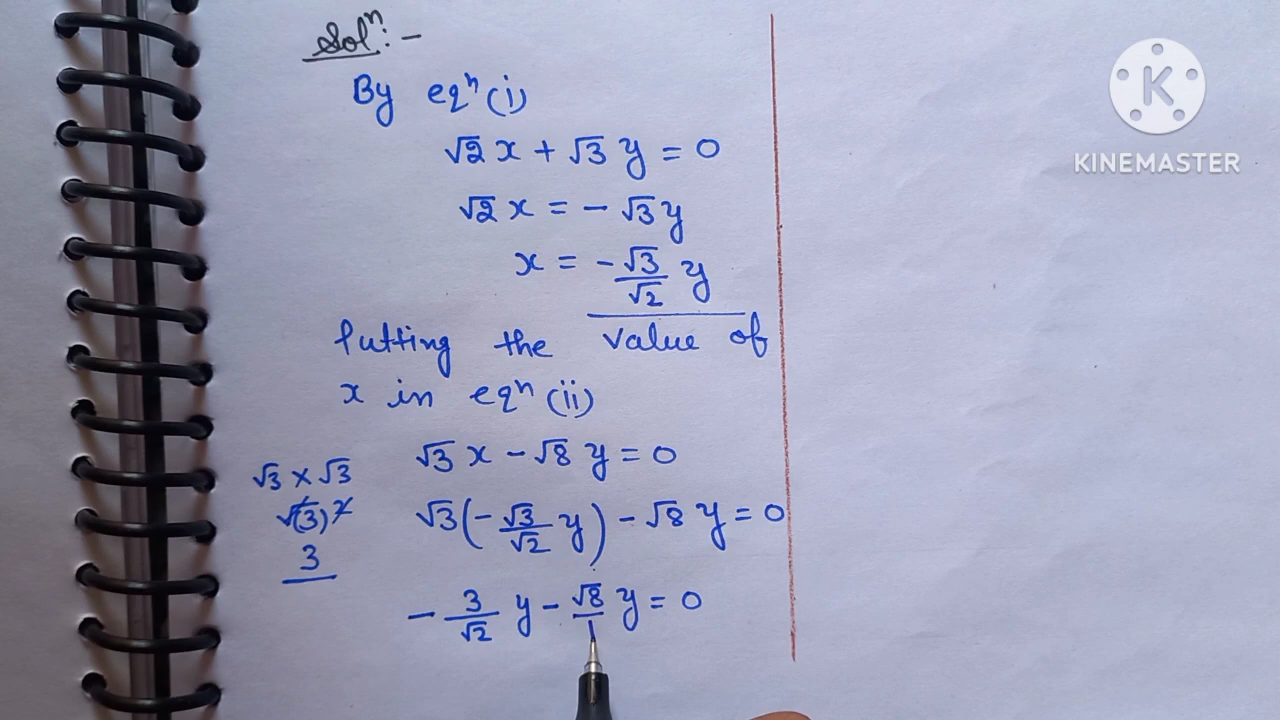 Solⁿ:-
By eqⁿ (i)
√2 x + √3 y = 0
√2 x = - √3 y
x = -√3/√2 y
Putting the value of
x in eqⁿ (ii)
√3 x - √8 y = 0
√3 × √3
√(3)²
3
√3(-√3/√2 y) - √8 y = 0
- 3/√2 y - √8/1 y = 0
K
KINEMASTER